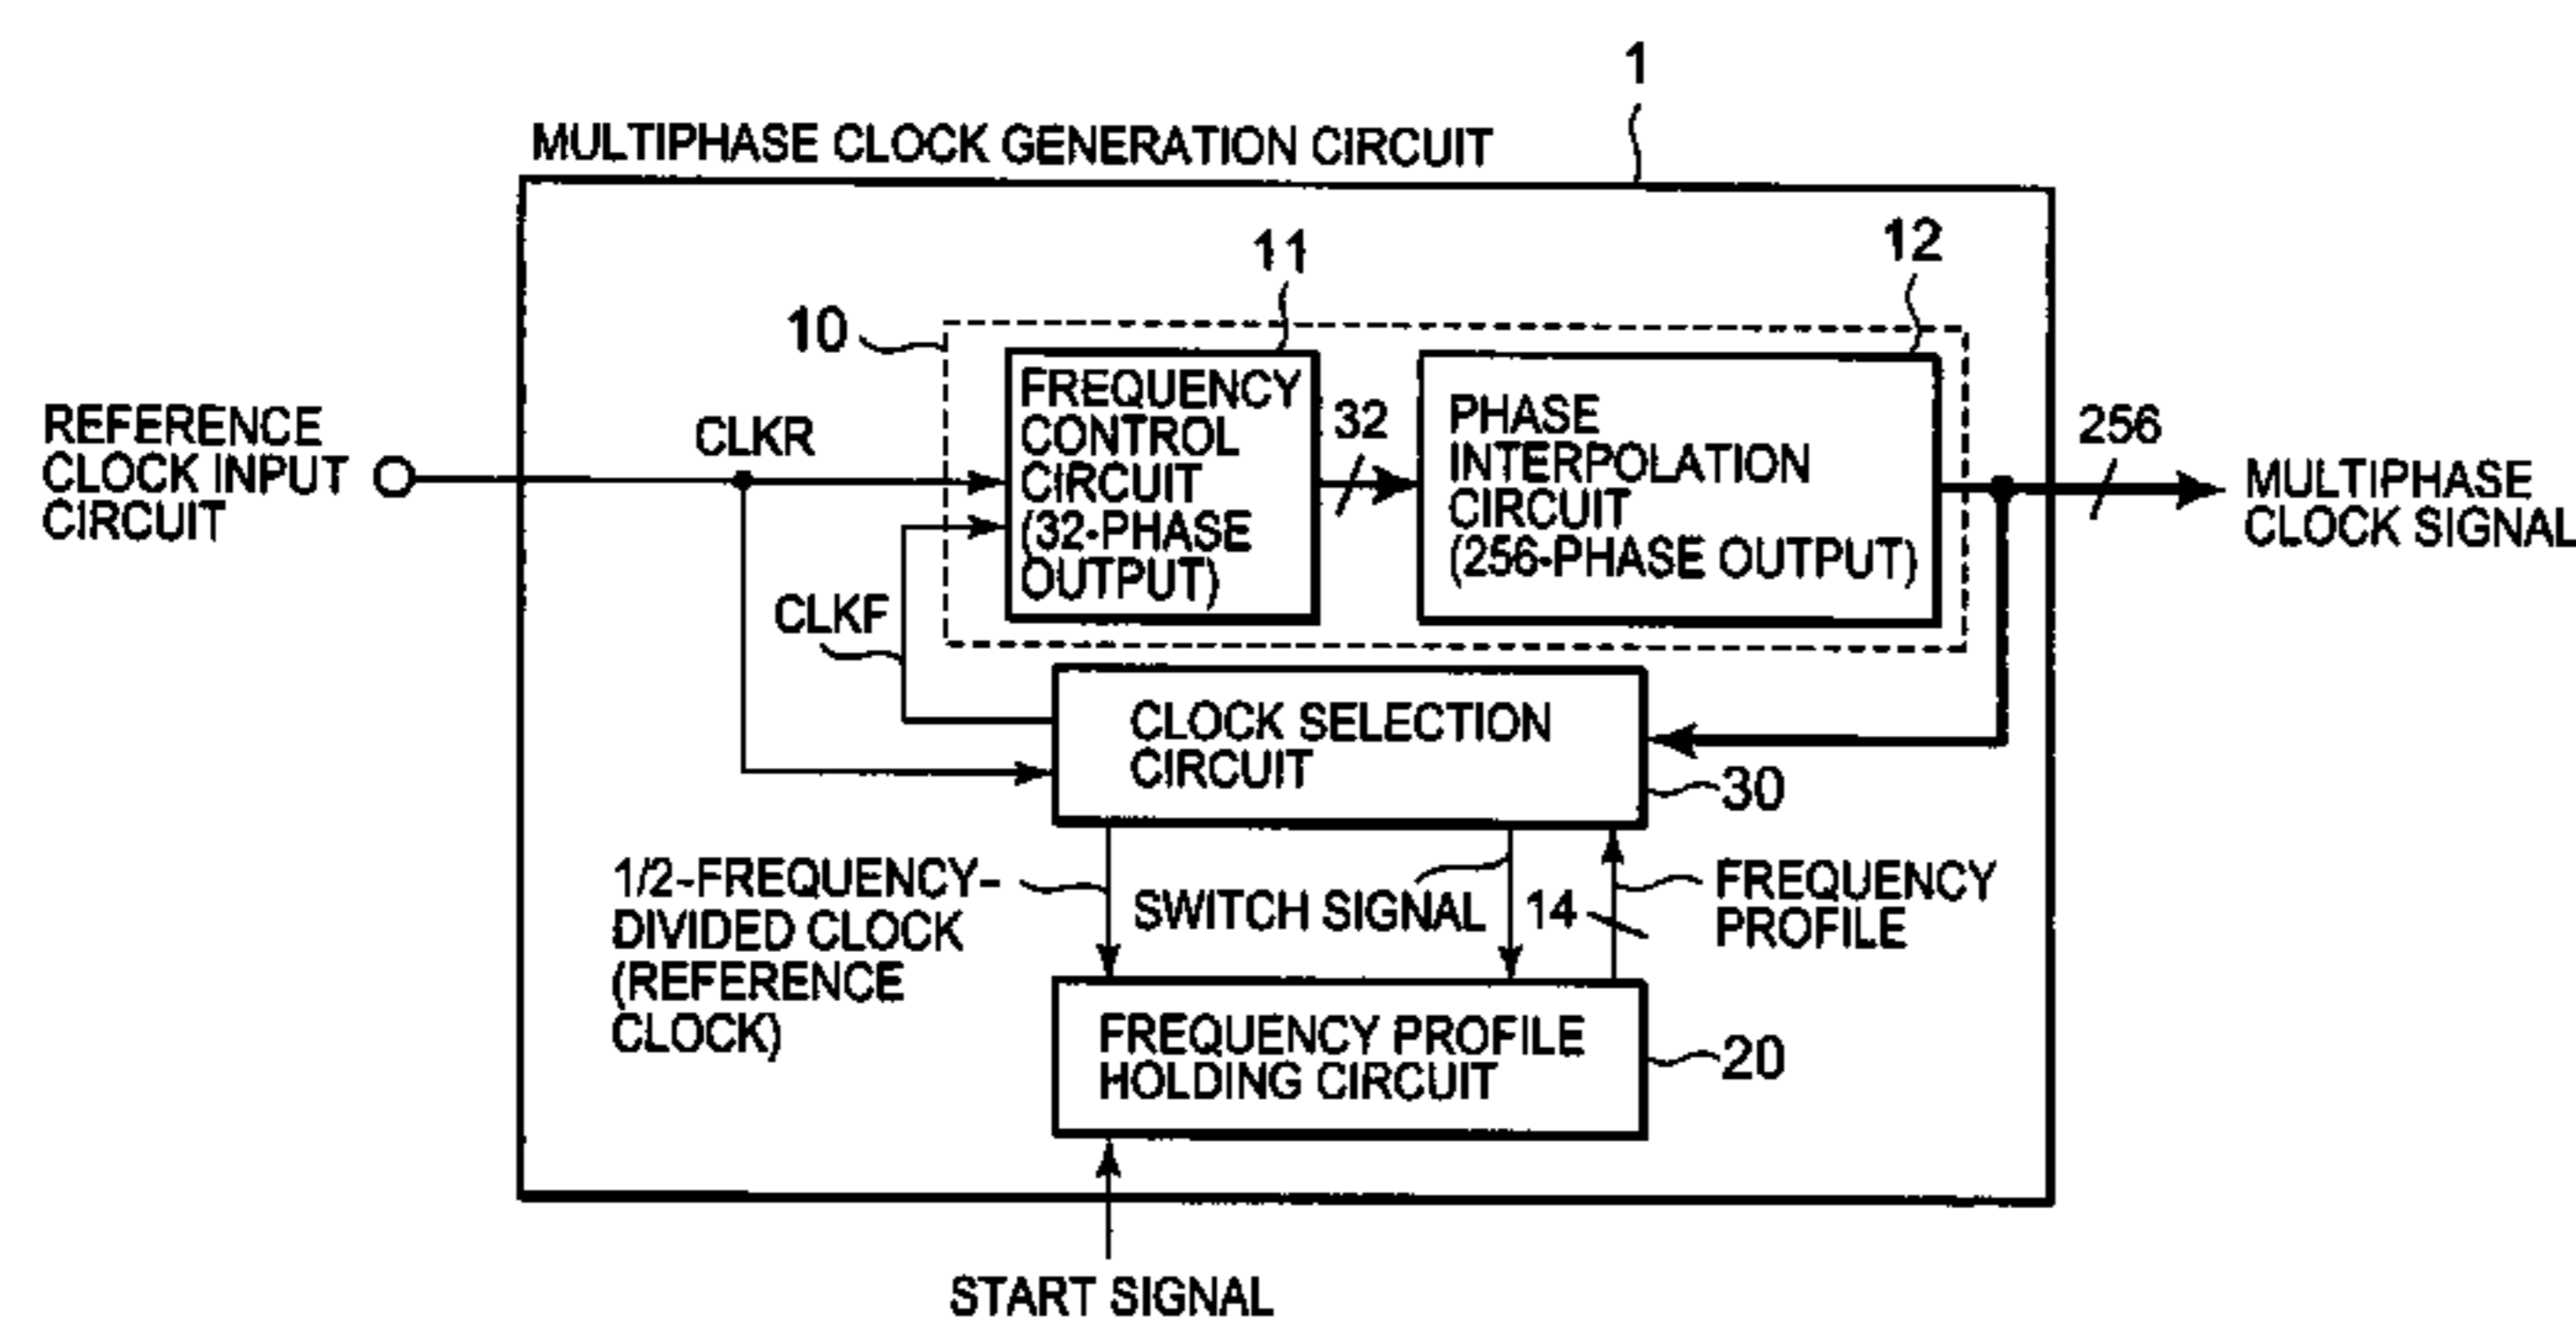 1
MULTIPHASE CLOCK GENERATION CIRCUIT
11
12
10
REFERENCE
CLOCK INPUT
CIRCUIT
CLKR
FREQUENCY
CONTROL
CIRCUIT
(32-PHASE
OUTPUT)
32
PHASE
INTERPOLATION
CIRCUIT
(256-PHASE OUTPUT)
256
MULTIPHASE
CLOCK SIGNAL
CLKF
CLOCK SELECTION
CIRCUIT
30
1/2-FREQUENCY-
DIVIDED CLOCK
(REFERENCE
CLOCK)
SWITCH SIGNAL
14
FREQUENCY
PROFILE
FREQUENCY PROFILE
HOLDING CIRCUIT
20
START SIGNAL